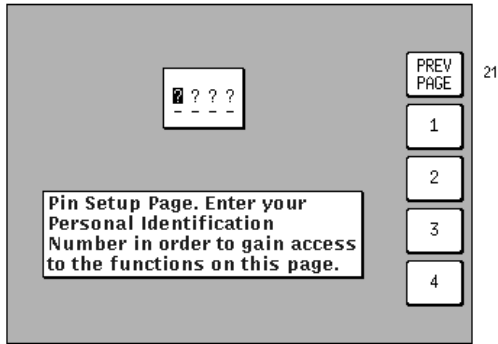 ? ? ? ?
PREV
PAGE
21
1
2
3
4
Pin Setup Page. Enter your
Personal Identification
Number in order to gain access
to the functions on this page.